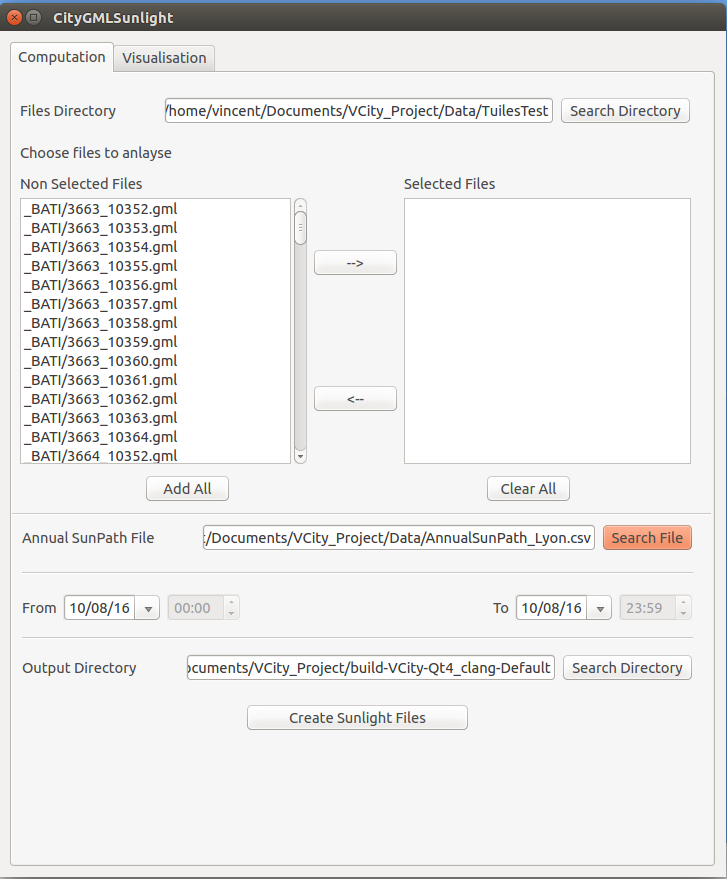 CityGMLSunlight
Computation Visualisation
Files Directory /home/vincent/Documents/VCity_Project/Data/TuilesTest Search Directory
Choose files to anlayse
Non Selected Files Selected Files
_BATI/3663_10352.gml
_BATI/3663_10353.gml
_BATI/3663_10354.gml
_BATI/3663_10355.gml
_BATI/3663_10356.gml
_BATI/3663_10357.gml
_BATI/3663_10358.gml
_BATI/3663_10359.gml
_BATI/3663_10360.gml
_BATI/3663_10361.gml
_BATI/3663_10362.gml
_BATI/3663_10363.gml
_BATI/3663_10364.gml
_BATI/3664_10352.gml
-->
<--
Add All Clear All
Annual SunPath File :/Documents/VCity_Project/Data/AnnualSunPath_Lyon.csv Search File
From 10/08/16 00:00 To 10/08/16 23:59
Output Directory ocuments/VCity_Project/build-VCity-Qt4_clang-Default Search Directory
Create Sunlight Files